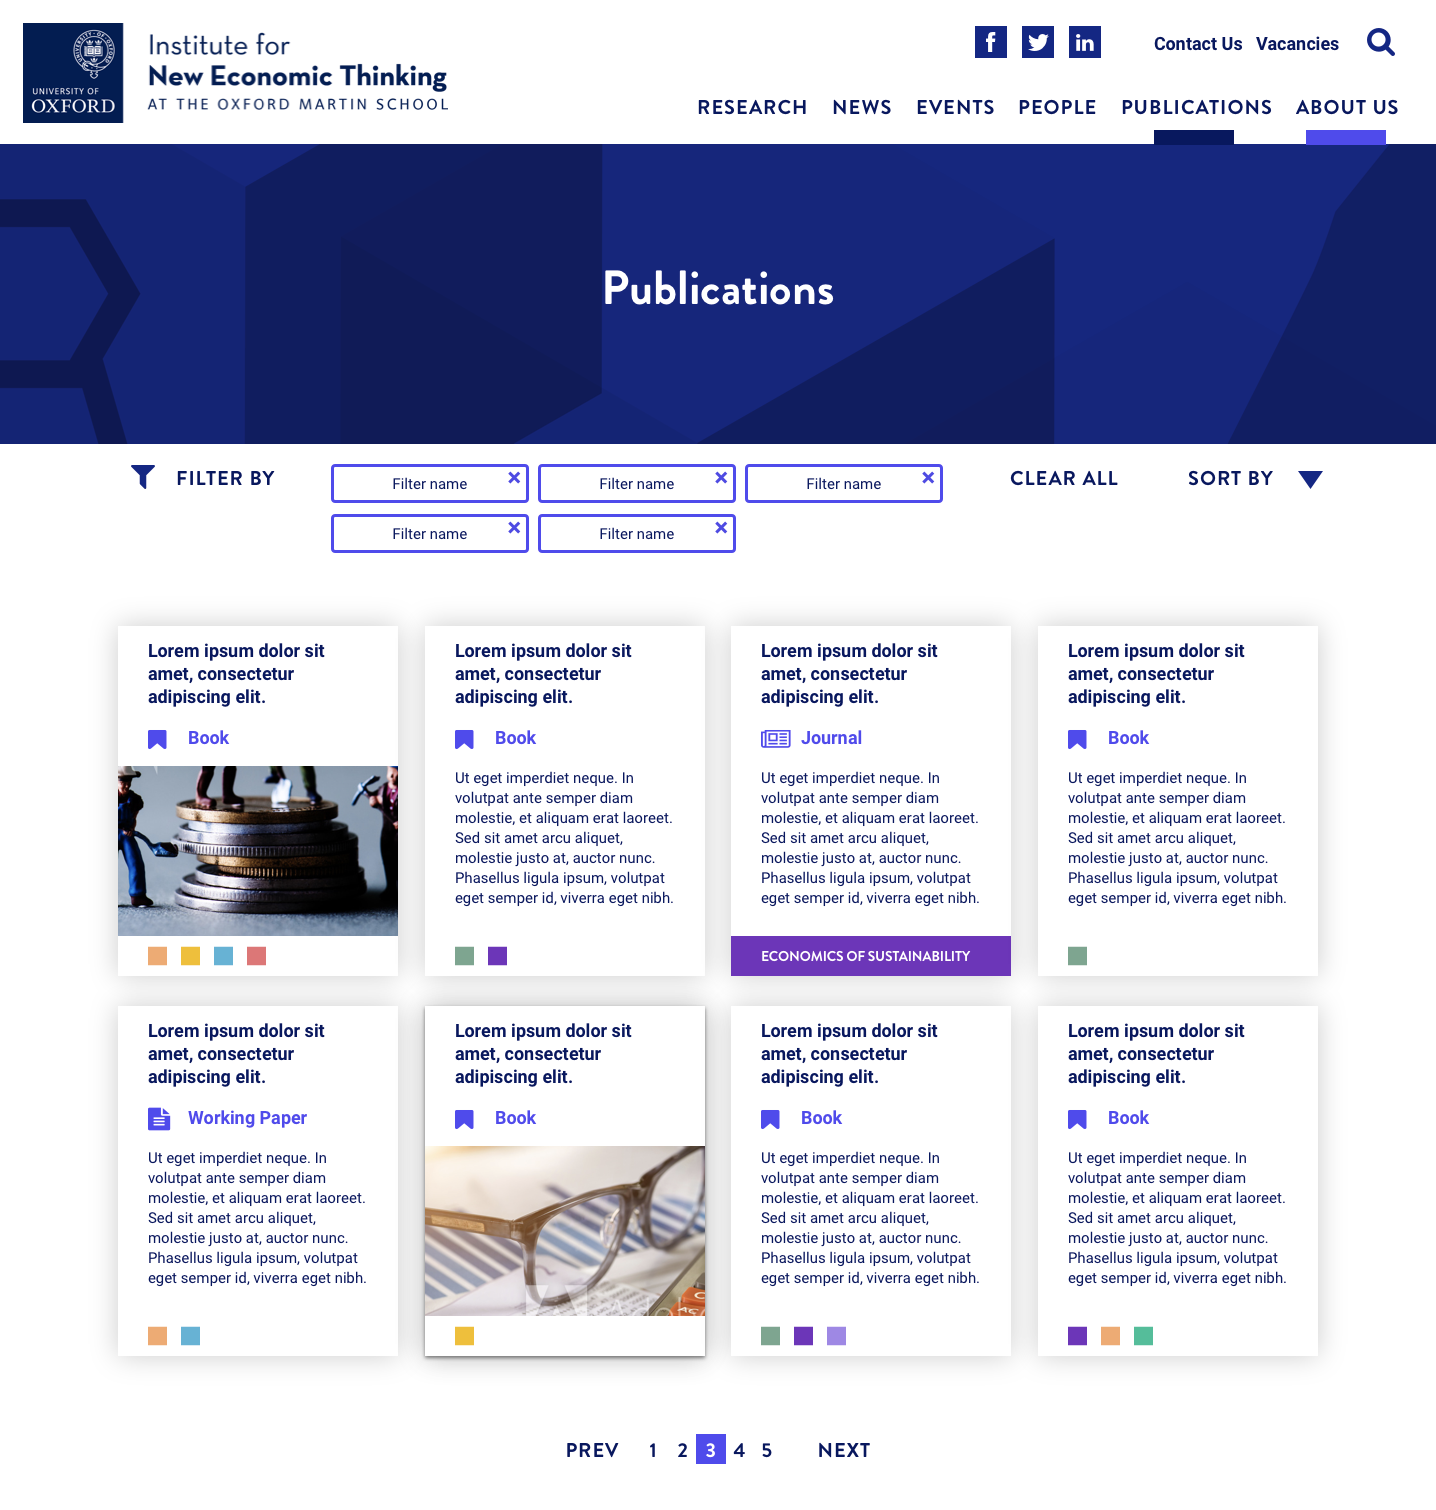 UNIVERSITY OF
OXFORD
Institute for
New Economic Thinking
AT THE OXFORD MARTIN SCHOOL
Contact Us Vacancies
RESEARCH NEWS EVENTS PEOPLE PUBLICATIONS ABOUT US
Publications
FILTER BY
Filter name
Filter name
Filter name
Filter name
Filter name
CLEAR ALL
SORT BY
Lorem ipsum dolor sit
amet, consectetur
adipiscing elit.
Book
Lorem ipsum dolor sit
amet, consectetur
adipiscing elit.
Book
Ut eget imperdiet neque. In
volutpat ante semper diam
molestie, et aliquam erat laoreet.
Sed sit amet arcu aliquet,
molestie justo at, auctor nunc.
Phasellus ligula ipsum, volutpat
eget semper id, viverra eget nibh.
Lorem ipsum dolor sit
amet, consectetur
adipiscing elit.
Journal
Ut eget imperdiet neque. In
volutpat ante semper diam
molestie, et aliquam erat laoreet.
Sed sit amet arcu aliquet,
molestie justo at, auctor nunc.
Phasellus ligula ipsum, volutpat
eget semper id, viverra eget nibh.
ECONOMICS OF SUSTAINABILITY
Lorem ipsum dolor sit
amet, consectetur
adipiscing elit.
Book
Ut eget imperdiet neque. In
volutpat ante semper diam
molestie, et aliquam erat laoreet.
Sed sit amet arcu aliquet,
molestie justo at, auctor nunc.
Phasellus ligula ipsum, volutpat
eget semper id, viverra eget nibh.
Lorem ipsum dolor sit
amet, consectetur
adipiscing elit.
Working Paper
Ut eget imperdiet neque. In
volutpat ante semper diam
molestie, et aliquam erat laoreet.
Sed sit amet arcu aliquet,
molestie justo at, auctor nunc.
Phasellus ligula ipsum, volutpat
eget semper id, viverra eget nibh.
Lorem ipsum dolor sit
amet, consectetur
adipiscing elit.
Book
Lorem ipsum dolor sit
amet, consectetur
adipiscing elit.
Book
Ut eget imperdiet neque. In
volutpat ante semper diam
molestie, et aliquam erat laoreet.
Sed sit amet arcu aliquet,
molestie justo at, auctor nunc.
Phasellus ligula ipsum, volutpat
eget semper id, viverra eget nibh.
Lorem ipsum dolor sit
amet, consectetur
adipiscing elit.
Book
Ut eget imperdiet neque. In
volutpat ante semper diam
molestie, et aliquam erat laoreet.
Sed sit amet arcu aliquet,
molestie justo at, auctor nunc.
Phasellus ligula ipsum, volutpat
eget semper id, viverra eget nibh.
PREV 1 2 3 4 5 NEXT